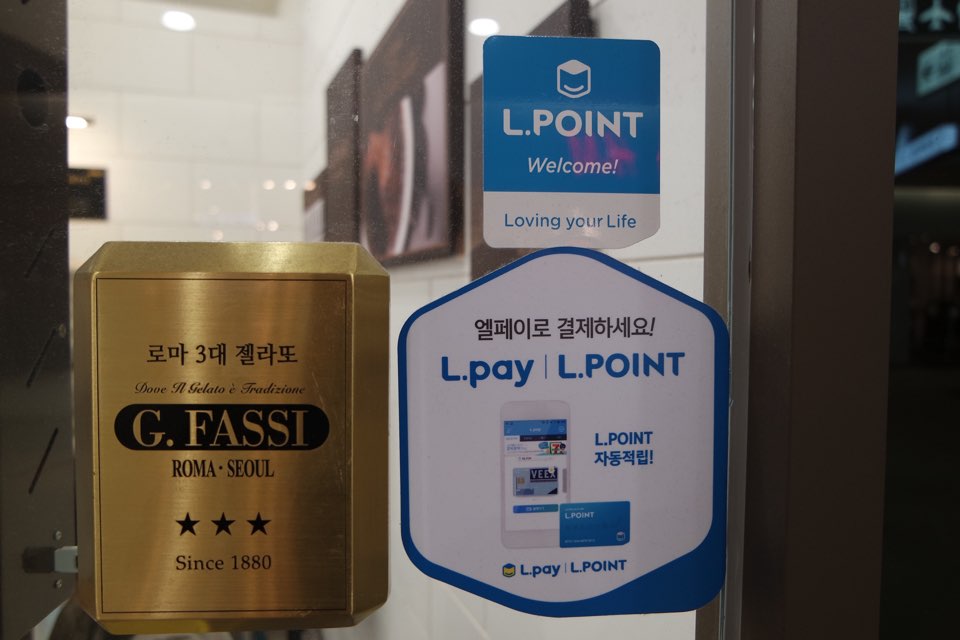 로마 3대 젤라또
Dove Il Gelato è Tradizione
G. FASSI
ROMA · SEOUL
★ ★ ★
Since 1880
L.POINT
Welcome!
Loving your Life
엘페이로 결제하세요!
L.pay | L.POINT
L.POINT
자동적립!
L.POINT
L.pay | L.POINT